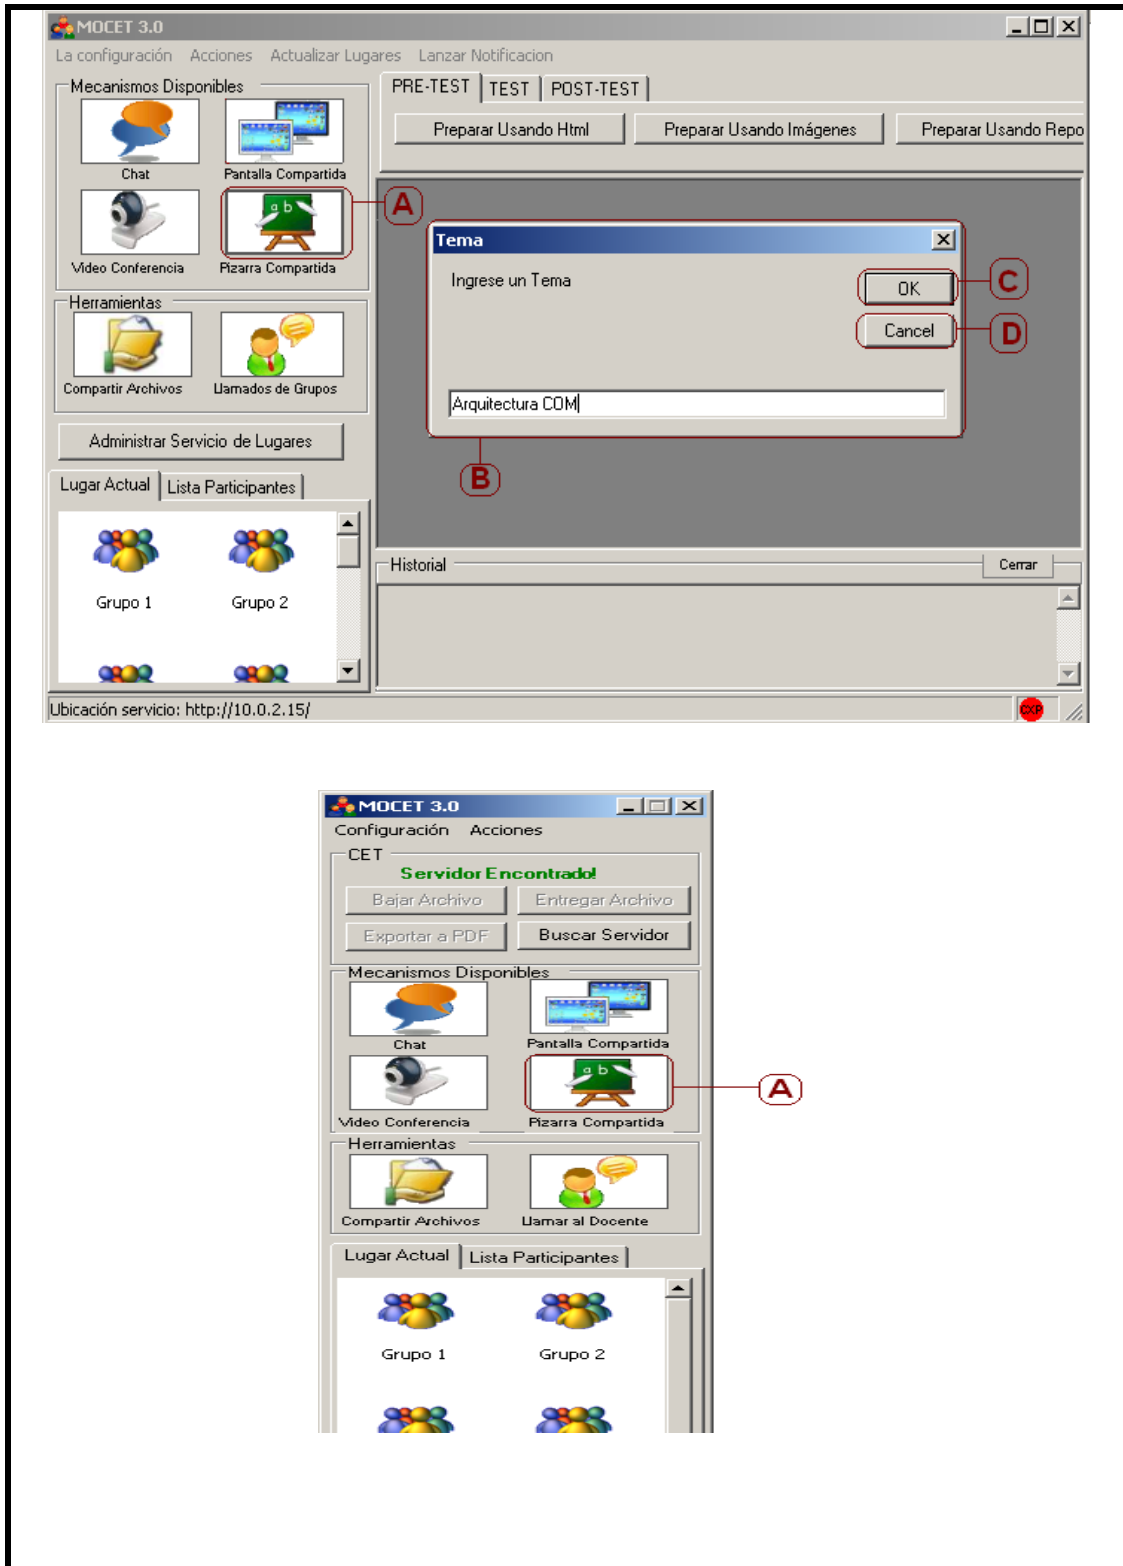 MOCET 3.0
La configuración Acciones Actualizar Lugares Lanzar Notificacion
Mecanismos Disponibles
Chat
Pantalla Compartida
Video Conferencia
Pizarra Compartida
Herramientas
Compartir Archivos
Llamados de Grupos
Administrar Servicio de Lugares
Lugar Actual
Lista Participantes
Grupo 1
Grupo 2
PRE-TEST
TEST
POST-TEST
Preparar Usando Html
Preparar Usando Imágenes
Preparar Usando Repo
A
Tema
Ingrese un Tema
OK
C
Cancel
D
Arquitectura COM
B
Historial
Cerrar
Ubicación servicio: http://10.0.2.15/
CXP
MOCET 3.0
Configuración Acciones
CET
Servidor Encontrado!
Bajar Archivo
Entregar Archivo
Exportar a PDF
Buscar Servidor
Mecanismos Disponibles
Chat
Pantalla Compartida
Video Conferencia
Pizarra Compartida
A
Herramientas
Compartir Archivos
Llamar al Docente
Lugar Actual
Lista Participantes
Grupo 1
Grupo 2